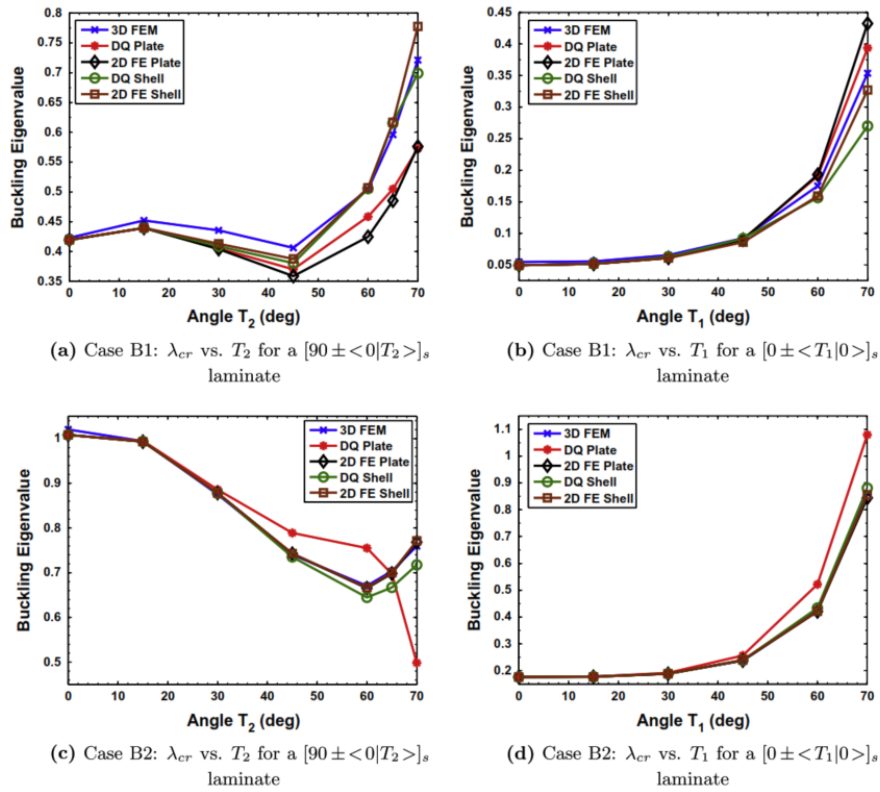 0.8
0.75
0.7
0.65
0.6
0.55
0.5
0.45
0.4
0.35
Buckling Eigenvalue
3D FEM
DQ Plate
2D FE Plate
DQ Shell
2D FE Shell
0 10 20 30 40 50 60 70
Angle T₂ (deg)
(a) Case B1: λcr vs. T₂ for a [90 ± <0|T₂>]s
laminate
0.45
0.4
0.35
0.3
0.25
0.2
0.15
0.1
0.05
Buckling Eigenvalue
3D FEM
DQ Plate
2D FE Plate
DQ Shell
2D FE Shell
0 10 20 30 40 50 60 70
Angle T₁ (deg)
(b) Case B1: λcr vs. T₁ for a [0 ± <T₁|0>]s
laminate
1
0.9
0.8
0.7
0.6
0.5
Buckling Eigenvalue
3D FEM
DQ Plate
2D FE Plate
DQ Shell
2D FE Shell
0 10 20 30 40 50 60 70
Angle T₂ (deg)
(c) Case B2: λcr vs. T₂ for a [90 ± <0|T₂>]s
laminate
1.1
1
0.9
0.8
0.7
0.6
0.5
0.4
0.3
0.2
Buckling Eigenvalue
3D FEM
DQ Plate
2D FE Plate
DQ Shell
2D FE Shell
0 10 20 30 40 50 60 70
Angle T₁ (deg)
(d) Case B2: λcr vs. T₁ for a [0 ± <T₁|0>]s
laminate